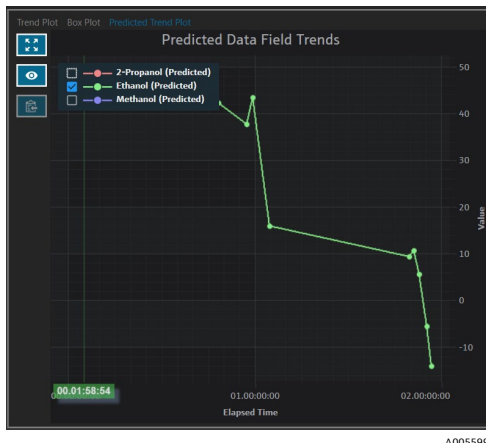 Trend Plot Box Plot Predicted Trend Plot
Predicted Data Field Trends
2-Propanol (Predicted)
Ethanol (Predicted)
Methanol (Predicted)
50
40
30
20
10
0
-10
Value
00.01:58:54
01.00:00:00
02.00:00:00
Elapsed Time